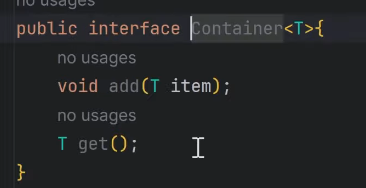 no usages
public interface Container<T>{
no usages
void add(T item);
no usages
T get();
}